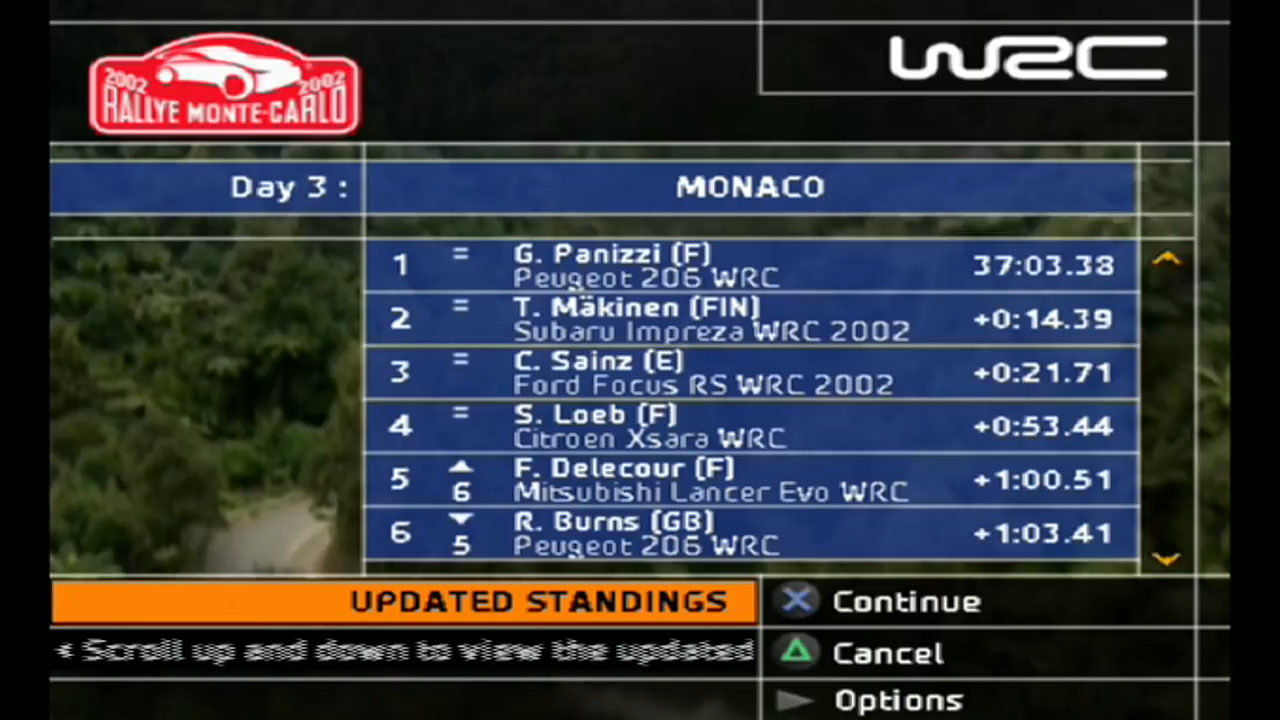 2002 2002
RALLYE MONTE-CARLO
WRC
Day 3 : MONACO
1 = G. Panizzi (F) 37:03.38
Peugeot 206 WRC
2 = T. Mäkinen (FIN) +0:14.39
Subaru Impreza WRC 2002
3 = C. Sainz (E) +0:21.71
Ford Focus RS WRC 2002
4 = S. Loeb (F) +0:53.44
Citroen Xsara WRC
5 6 F. Delecour (F) +1:00.51
Mitsubishi Lancer Evo WRC
6 5 R. Burns (GB) +1:03.41
Peugeot 206 WRC
UPDATED STANDINGS
Continue
< Scroll up and down to view the updated
Cancel
Options